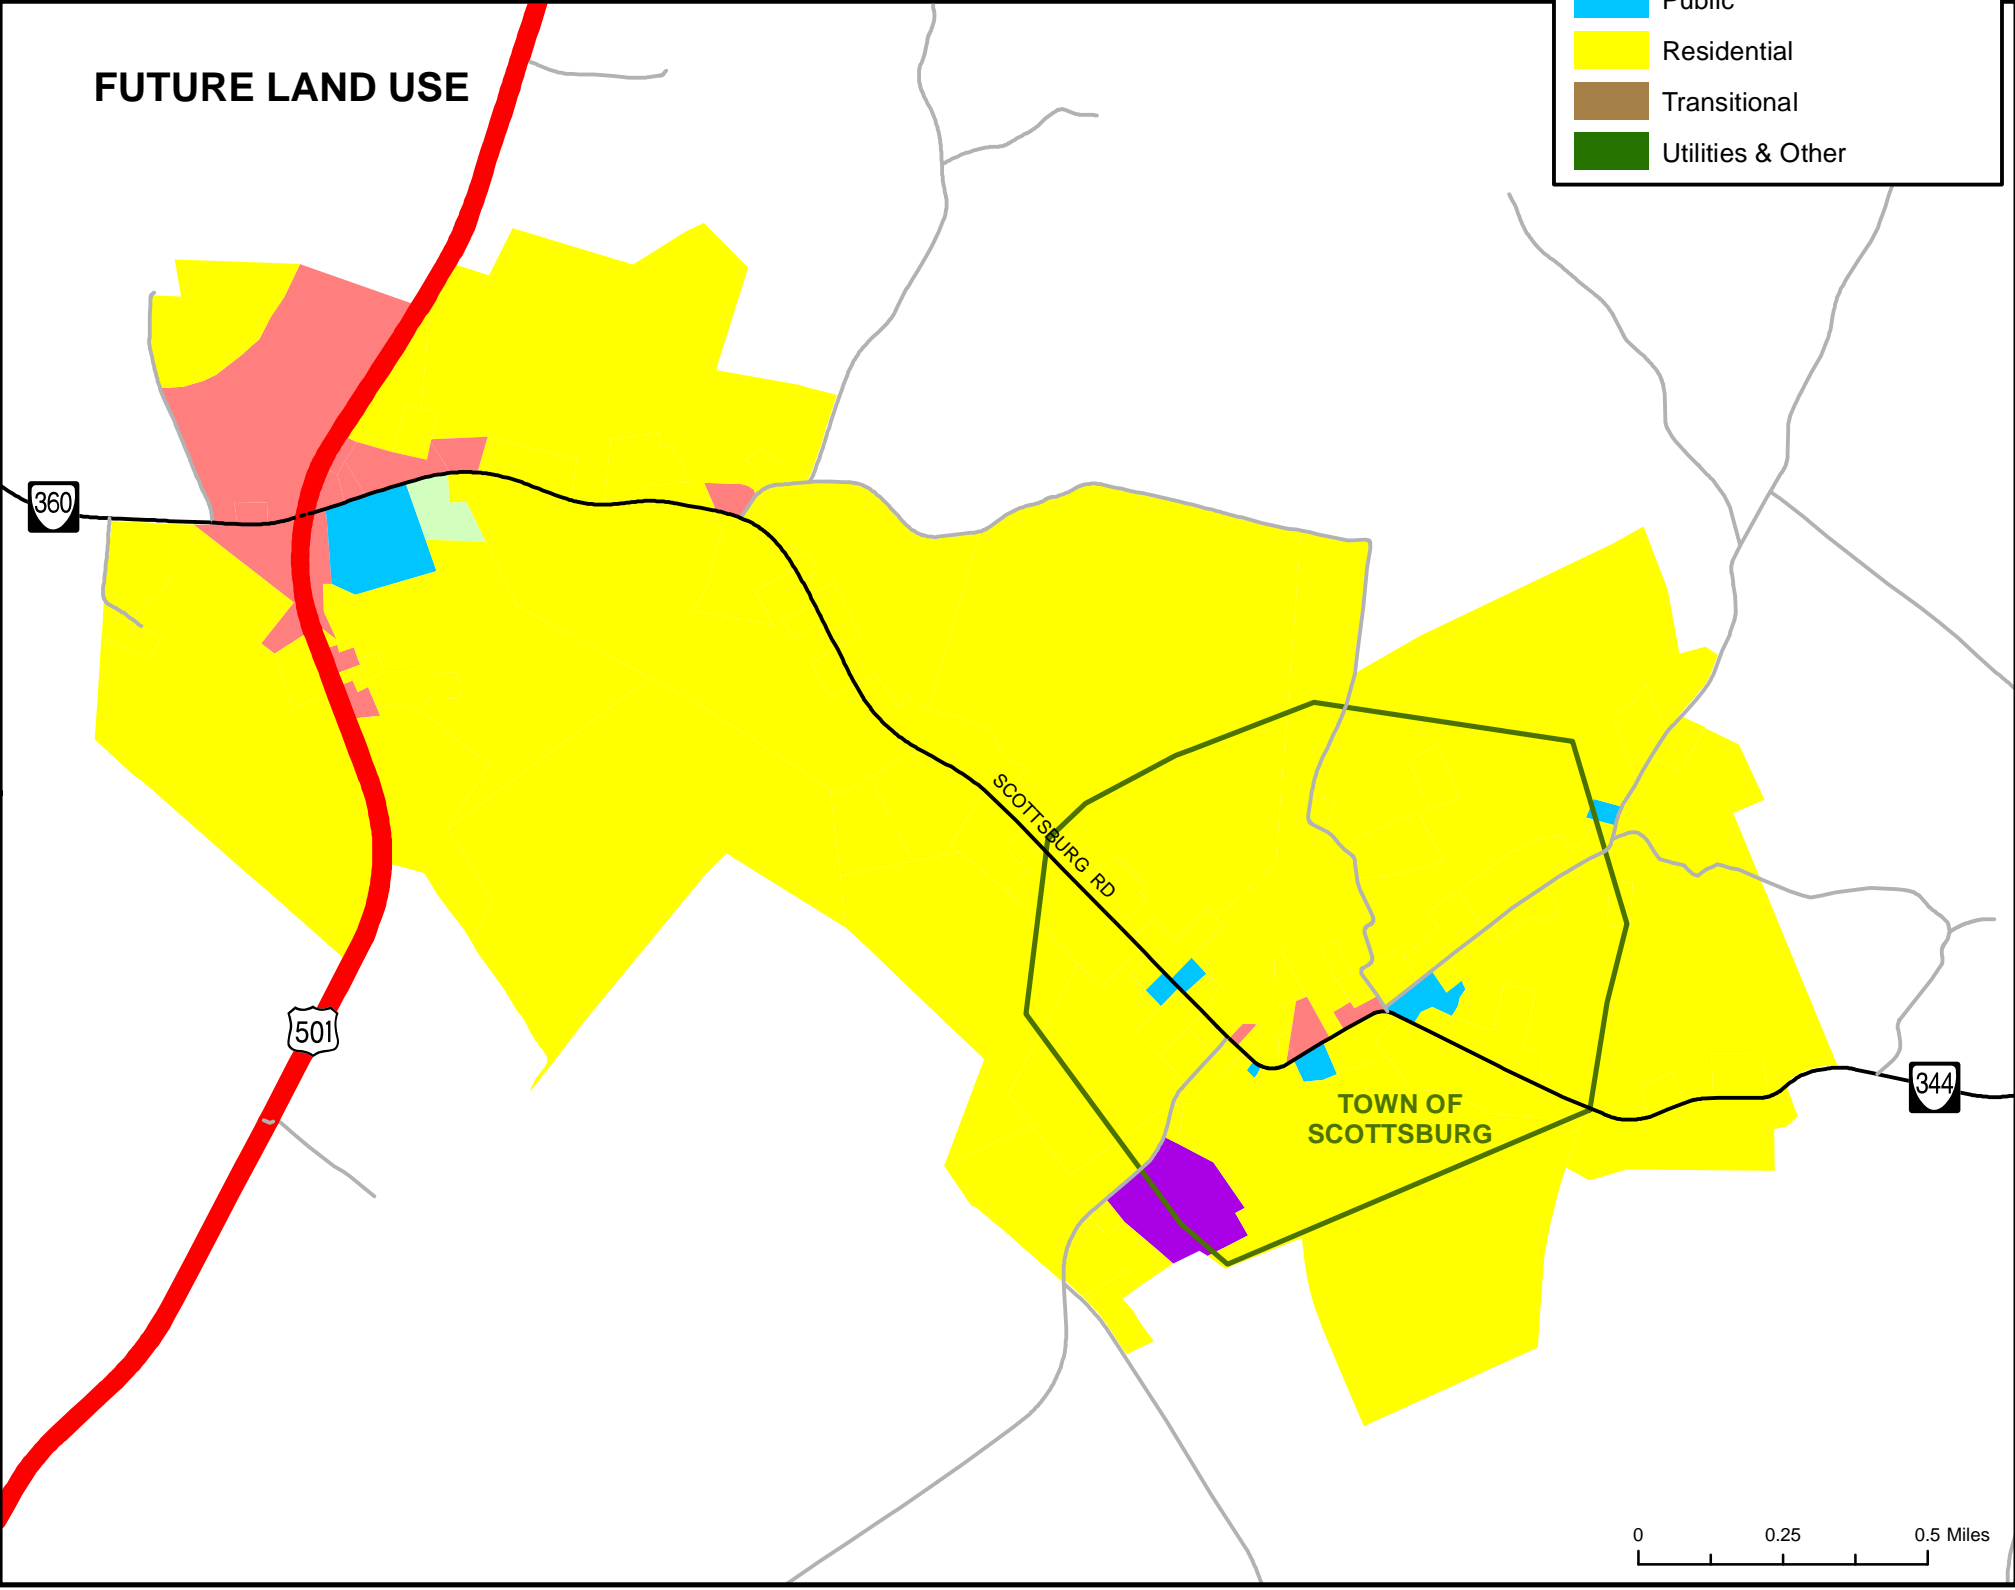 Public
Residential
Transitional
Utilities & Other
FUTURE LAND USE
360
SCOTTSBURG RD
501
344
TOWN OF
SCOTTSBURG
0 0.25 0.5 Miles